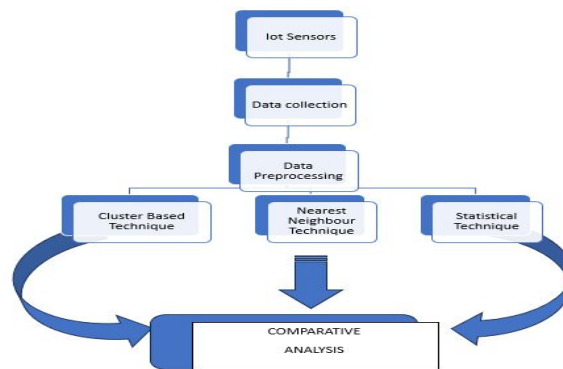 Iot Sensors
Data collection
Data
Preprocessing
Cluster Based
Technique
Nearest
Neighbour
Technique
Statistical
Technique
COMPARATIVE
ANALYSIS